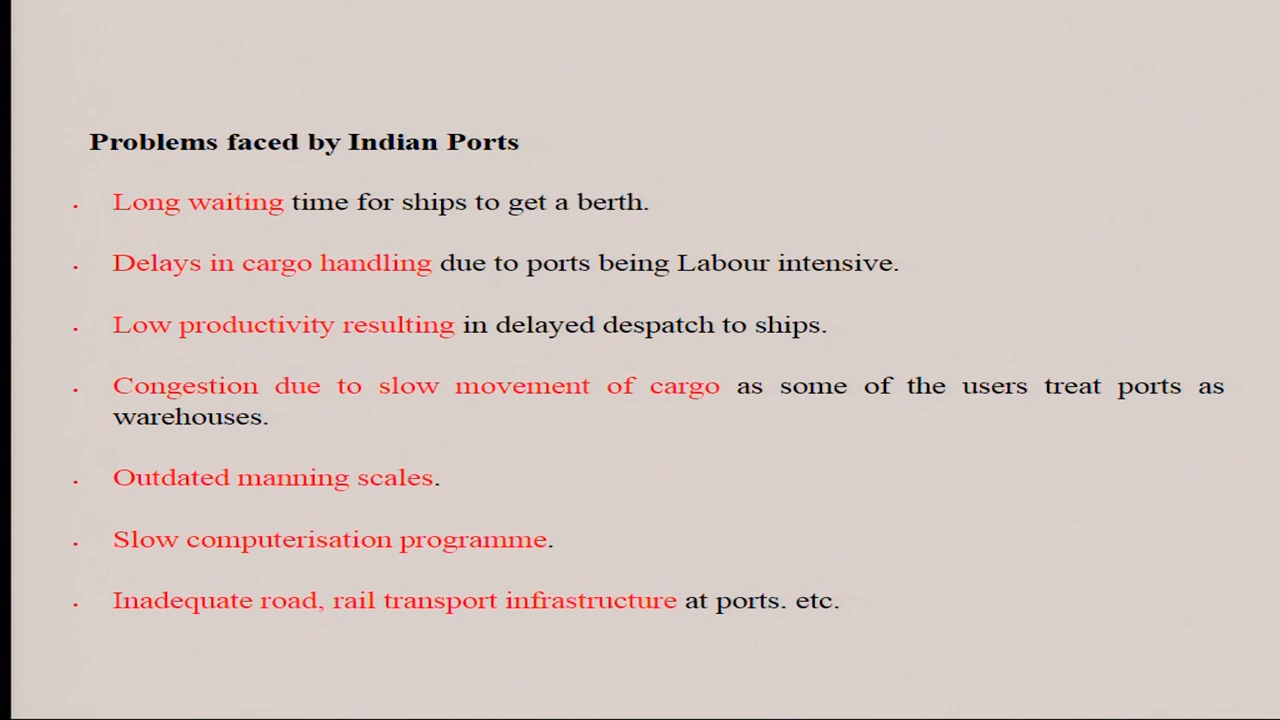 Problems faced by Indian Ports
. Long waiting time for ships to get a berth.
. Delays in cargo handling due to ports being Labour intensive.
. Low productivity resulting in delayed despatch to ships.
. Congestion due to slow movement of cargo as some of the users treat ports as
warehouses.
. Outdated manning scales.
. Slow computerisation programme.
. Inadequate road, rail transport infrastructure at ports. etc.